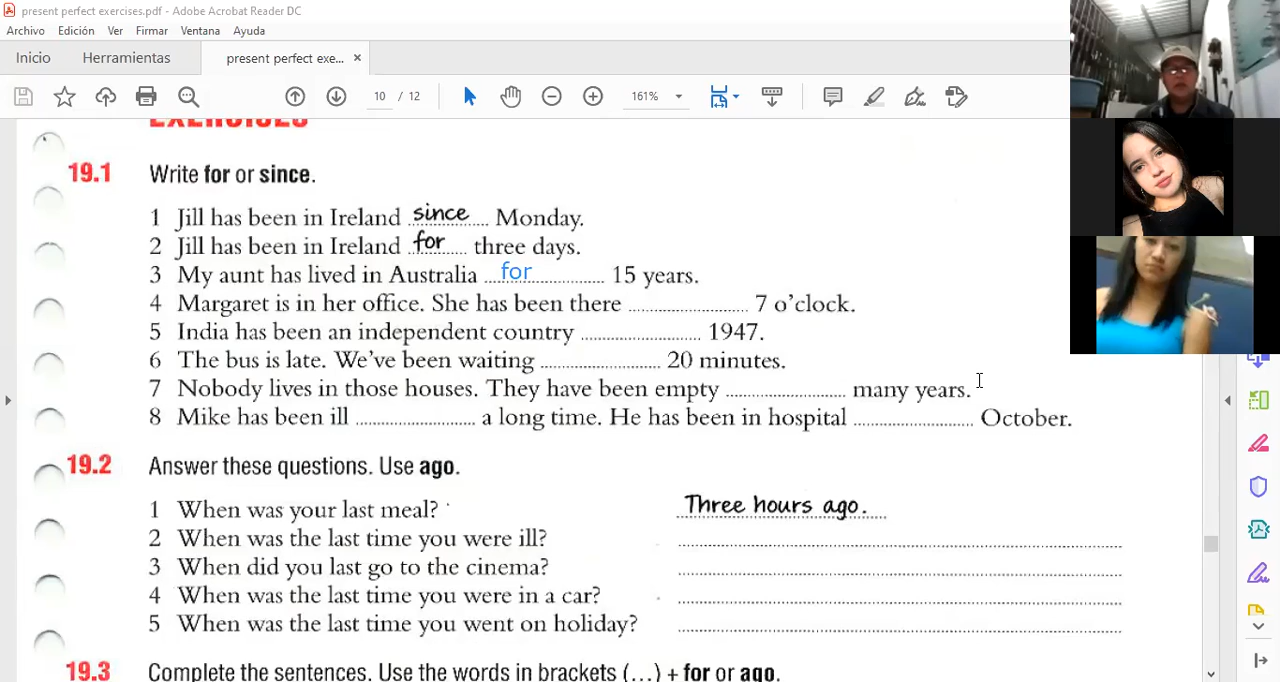 present perfect exercises.pdf - Adobe Acrobat Reader DC
Archivo Edición Ver Firmar Ventana Ayuda
Inicio Herramientas present perfect exe... ×
10 / 12 161%
EXERCISES
19.1 Write for or since.
1 Jill has been in Ireland since Monday.
2 Jill has been in Ireland for three days.
3 My aunt has lived in Australia for 15 years.
4 Margaret is in her office. She has been there .................... 7 o'clock.
5 India has been an independent country .................... 1947.
6 The bus is late. We've been waiting .................... 20 minutes.
7 Nobody lives in those houses. They have been empty .................... many years.
8 Mike has been ill .................... a long time. He has been in hospital .................... October.
19.2 Answer these questions. Use ago.
1 When was your last meal? Three hours ago.
2 When was the last time you were ill?
3 When did you last go to the cinema?
4 When was the last time you were in a car?
5 When was the last time you went on holiday?
19.3 Complete the sentences. Use the words in brackets (...) + for or ago.